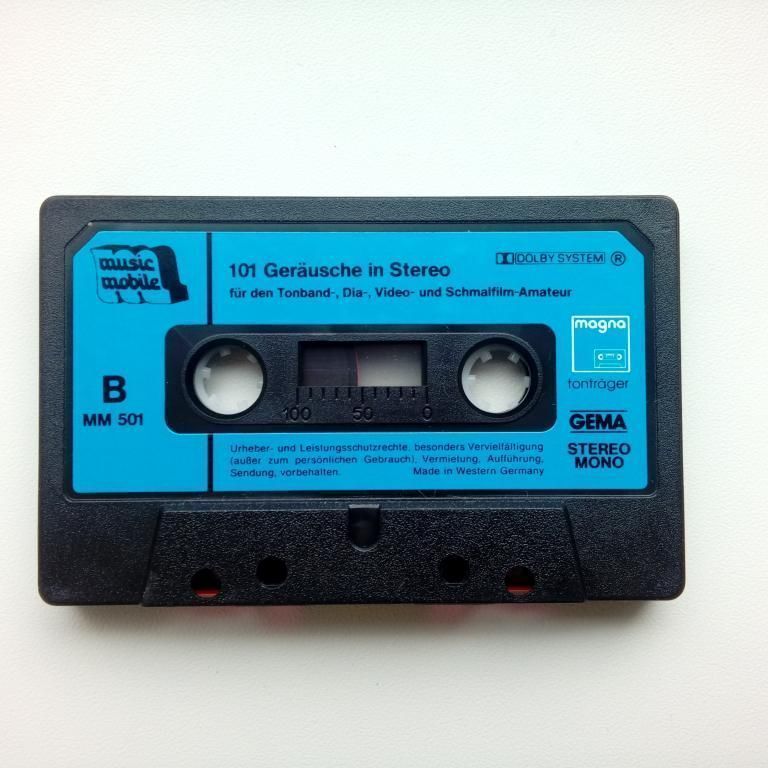 music
mobile
101 Geräusche in Stereo
DOLBY SYSTEM ®
für den Tonband-, Dia-, Video- und Schmalfilm-Amateur
magna
tonträger
B
MM 501
100 50 0
GEMA
STEREO
MONO
Urheber- und Leistungsschutzrechte, besonders Vervielfältigung
(außer zum persönlichen Gebrauch), Vermietung, Aufführung,
Sendung, vorbehalten. Made in Western Germany